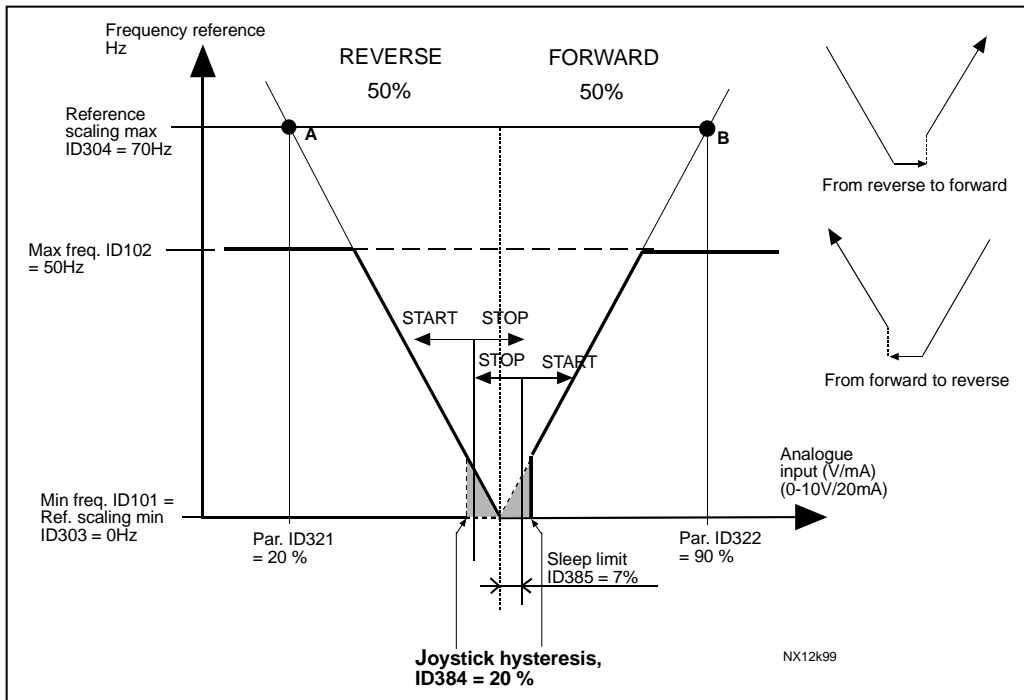 Frequency reference
Hz
REVERSE
50%
FORWARD
50%
Reference
scaling max
ID304 = 70Hz
A
B
From reverse to forward
Max freq. ID102
= 50Hz
START
STOP
STOP
START
From forward to reverse
Analogue
input (V/mA)
(0-10V/20mA)
Min freq. ID101 =
Ref. scaling min
ID303 = 0Hz
Par. ID321
= 20 %
Par. ID322
= 90 %
Sleep limit
ID385 = 7%
Joystick hysteresis,
ID384 = 20 %
NX12k99